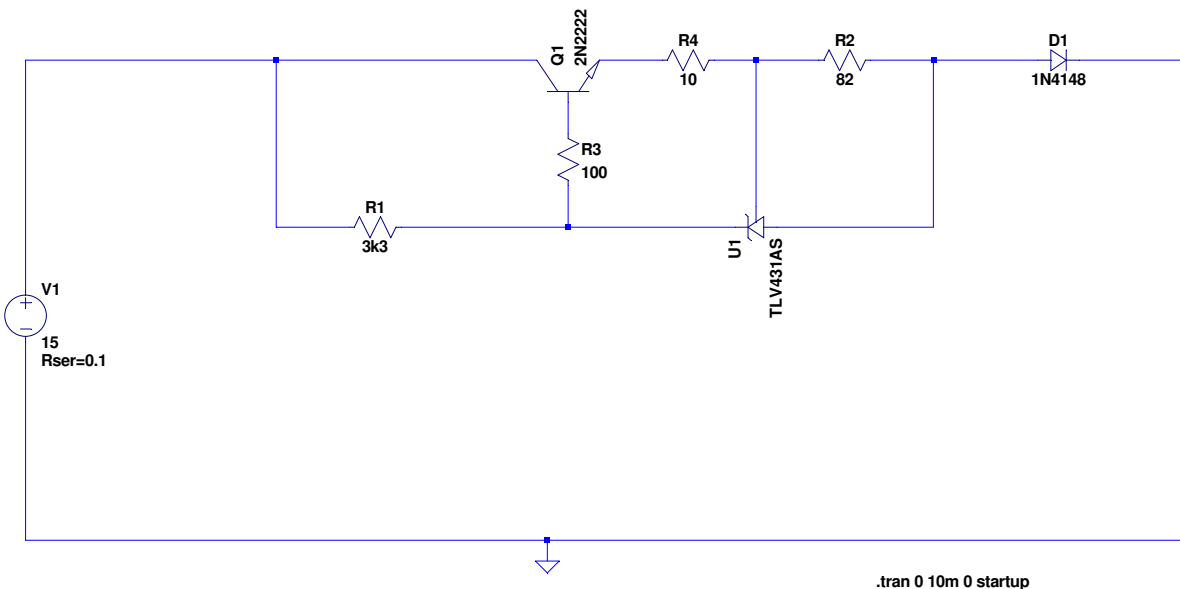 Q1
2N2222
R4
10
R2
82
D1
1N4148
R3
100
R1
3k3
U1
TLV431AS
V1
15
Rser=0.1
.tran 0 10m 0 startup